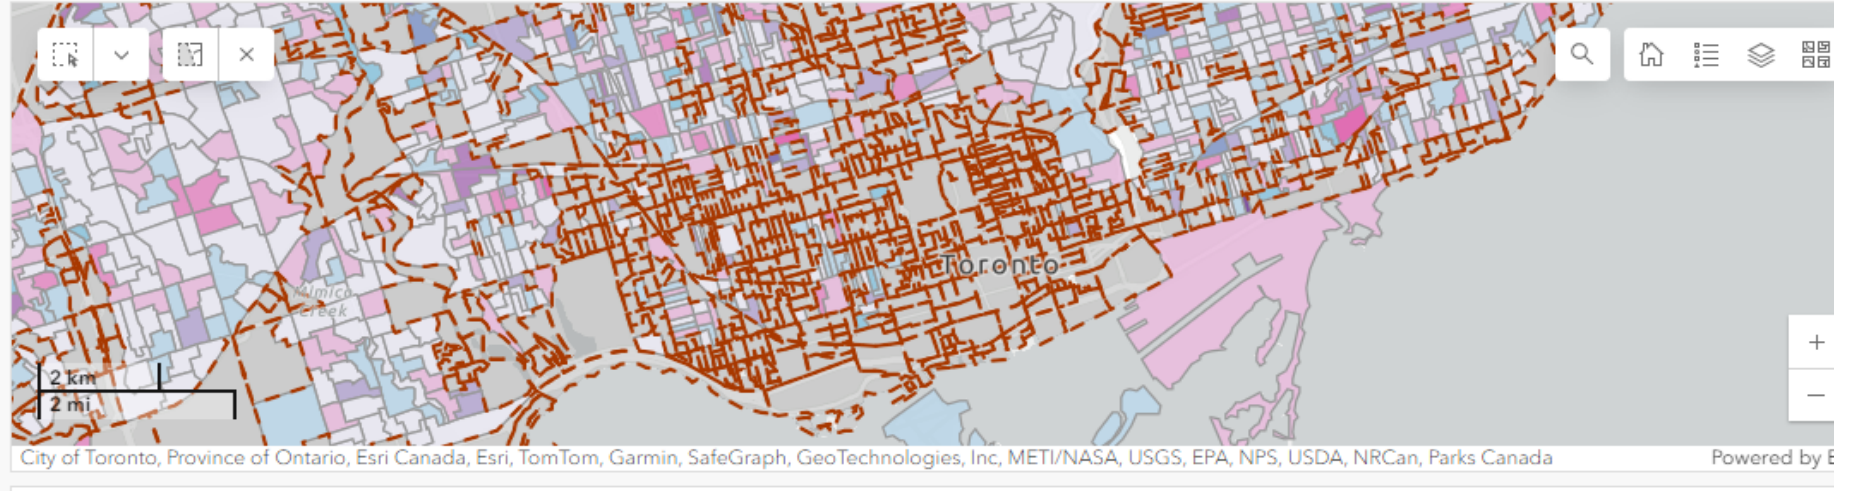 Toronto
Mimico
Creek
2 km
2 mi
+
−
City of Toronto, Province of Ontario, Esri Canada, Esri, TomTom, Garmin, SafeGraph, GeoTechnologies, Inc, METI/NASA, USGS, EPA, NPS, USDA, NRCan, Parks Canada
Powered by E